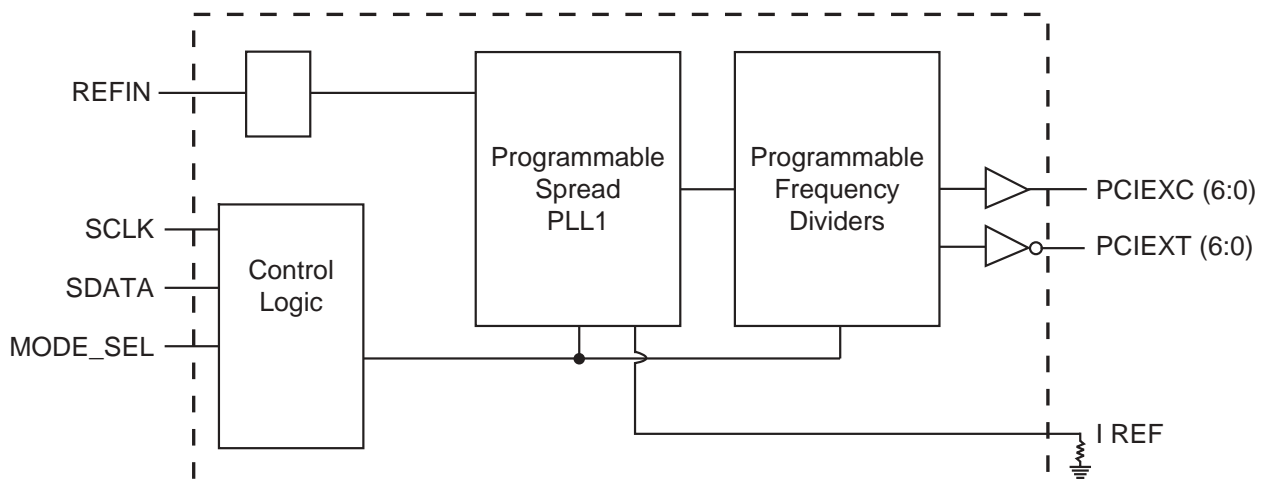 REFIN
SCLK
SDATA
MODE_SEL
Control
Logic
Programmable
Spread
PLL1
Programmable
Frequency
Dividers
PCIEXC (6:0)
PCIEXT (6:0)
I REF